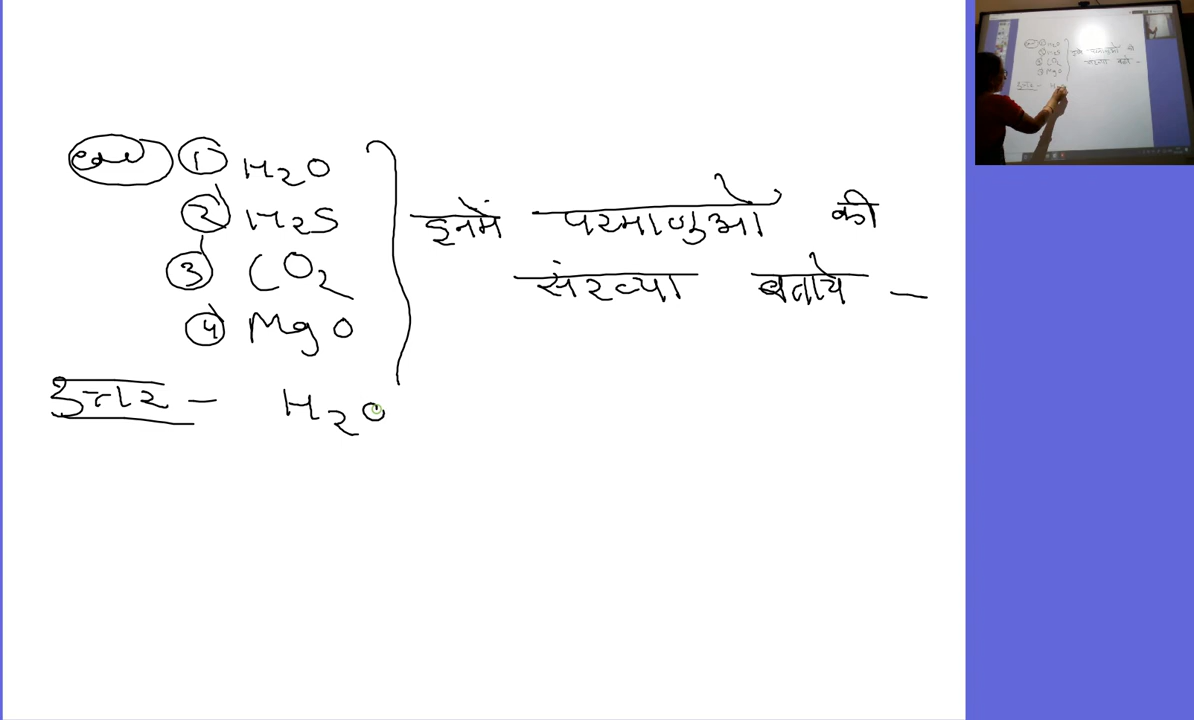 ① H2O
② H2S इनमें परमाणुओ की
③ CO2 संख्या बताये –
④ MgO
उत्तर – H2O